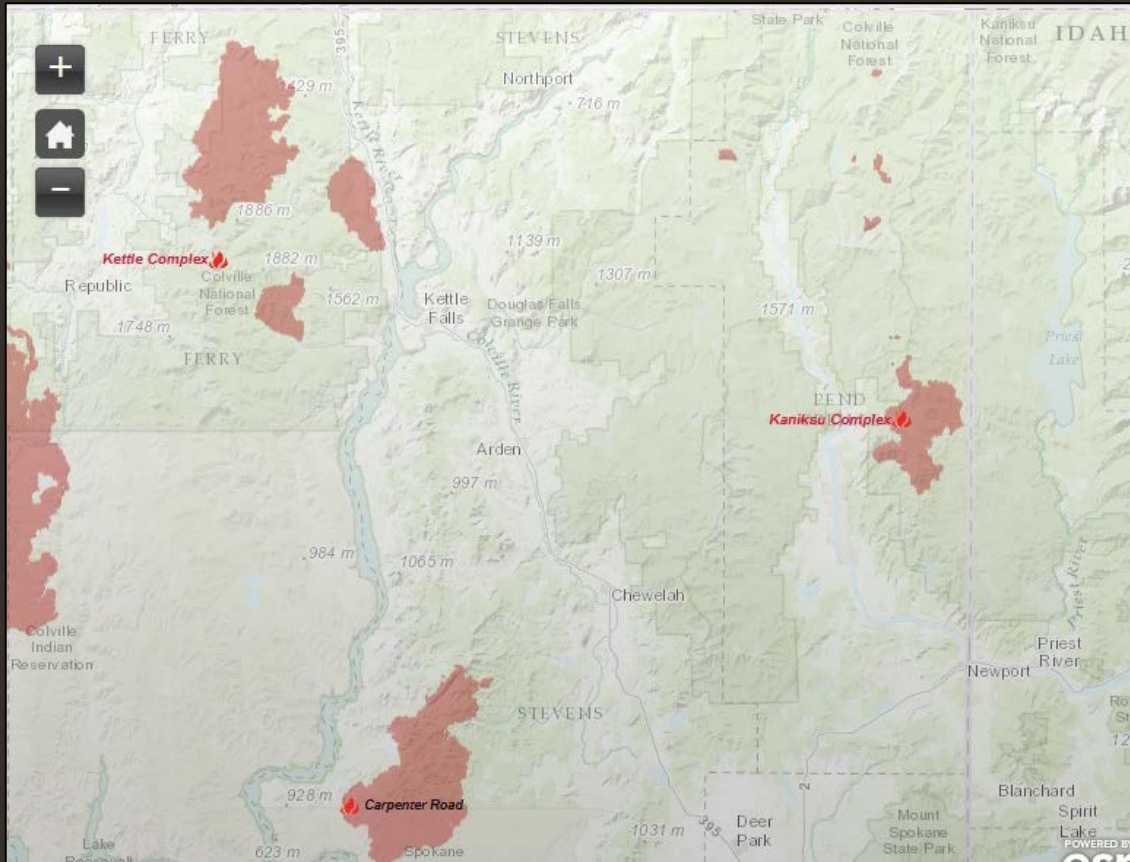 FERRY
395
STEVENS
State Park
Colville
National
Forest
Kaniksu
National
Forest
IDAH
+
1429 m
Northport
716 m
Kettle River
−
1886 m
1139 m
Kettle Complex
1882 m
1307 m
Republic
Colville
National
Forest
1562 m
Kettle
Falls
Douglas Falls
Grange Park
1571 m
1748 m
Colville River
Priest
Lake
FERRY
PEND
Kaniksu Complex
Arden
997 m
984 m
1065 m
Chewelah
Priest River
Colville
Indian
Reservation
Priest
River
Newport
STEVENS
2
928 m
Carpenter Road
Blanchard
Spirit
Lake
1031 m
395
Deer
Park
Mount
Spokane
State Park
623 m
Spokane
Lake
POWERED BY